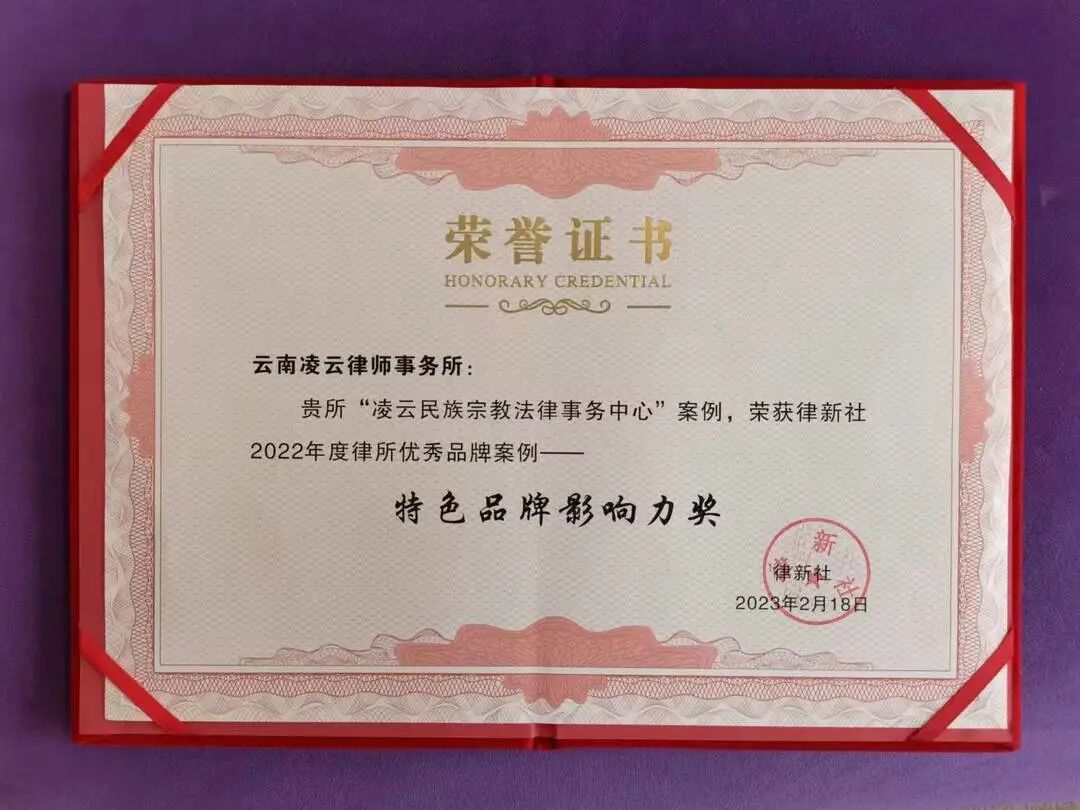 荣誉证书
HONORARY CREDENTIAL
云南凌云律师事务所：
贵所“凌云民族宗教法律事务中心”案例，荣获律新社
2022年度律所优秀品牌案例——
特色品牌影响力奖
律新社
律新社
2023年2月18日